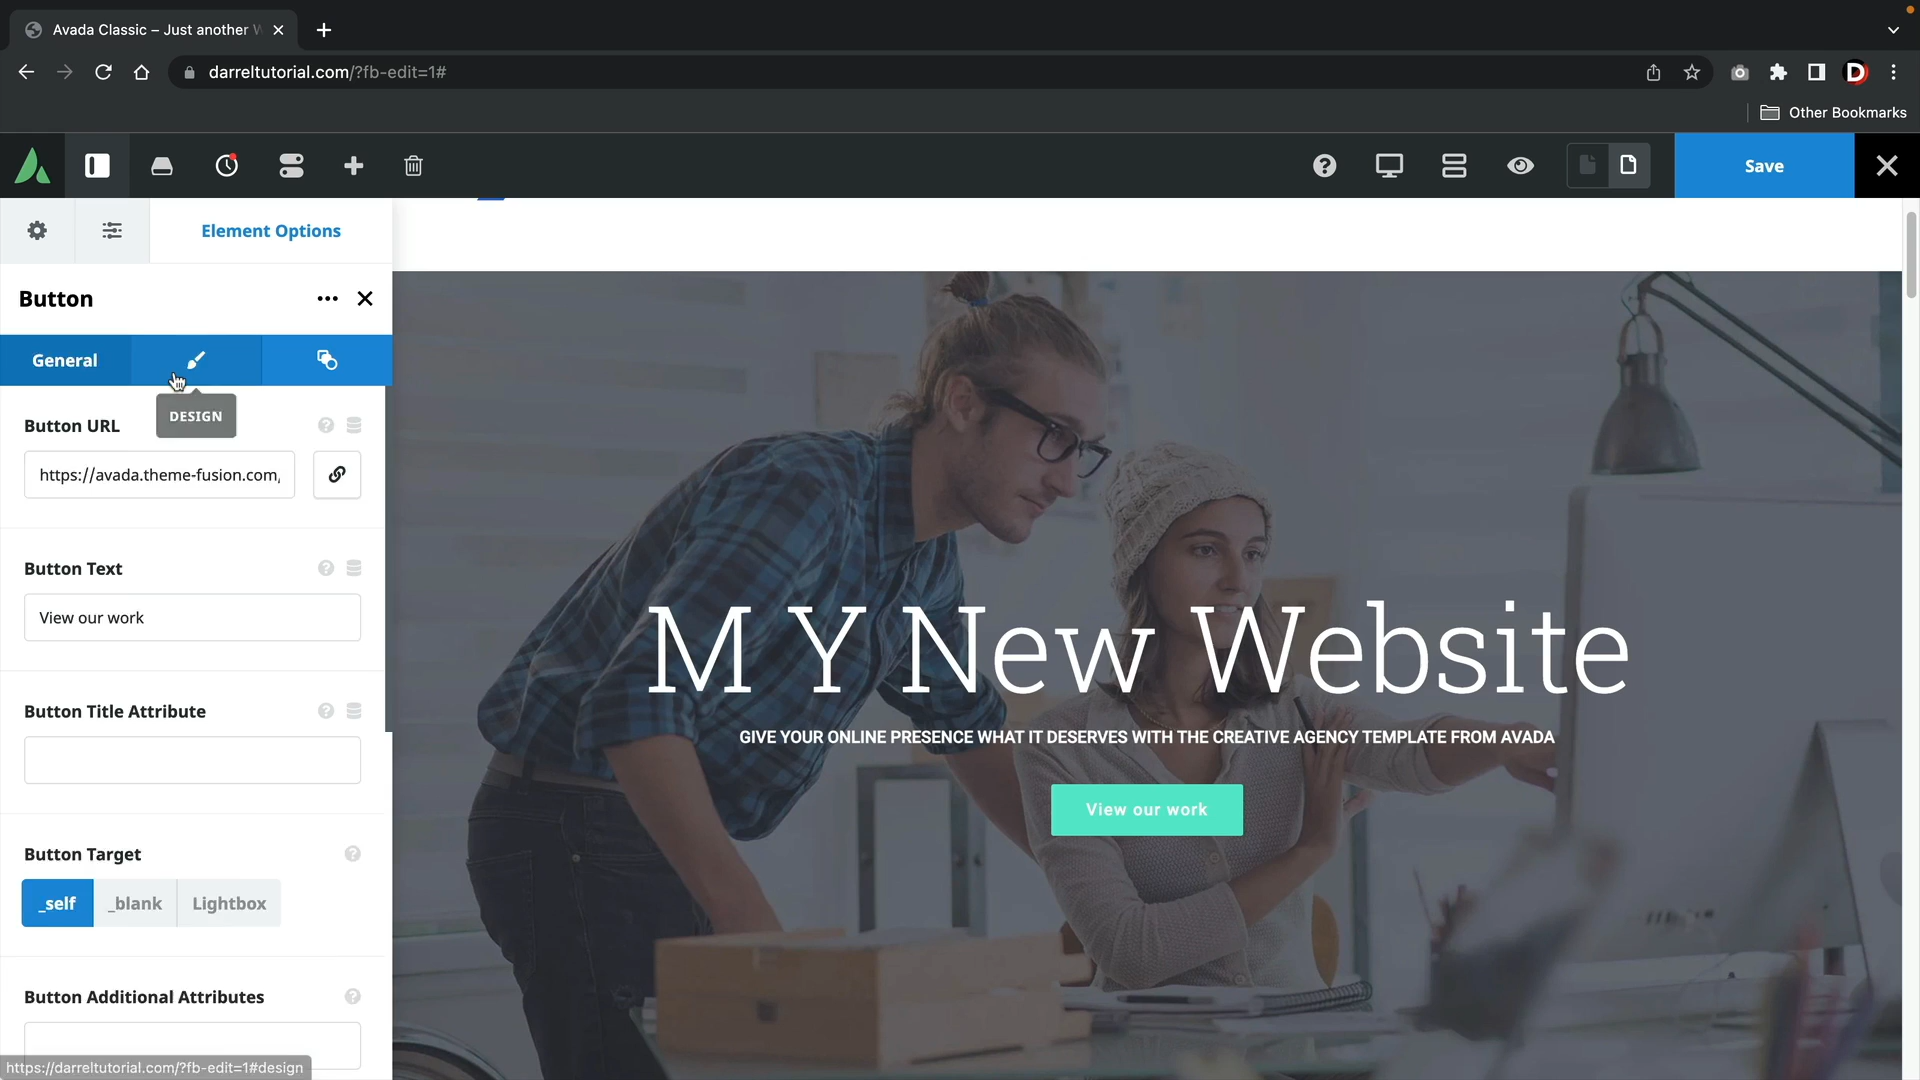 Avada Classic – Just another W
darreltutorial.com/?fb-edit=1#
Other Bookmarks
Save
Element Options
Button
General
DESIGN
Button URL
https://avada.theme-fusion.com,
Button Text
View our work
Button Title Attribute
Button Target
_self
_blank
Lightbox
Button Additional Attributes
https://darreltutorial.com/?fb-edit=1#design
M Y New Website
GIVE YOUR ONLINE PRESENCE WHAT IT DESERVES WITH THE CREATIVE AGENCY TEMPLATE FROM AVADA
View our work